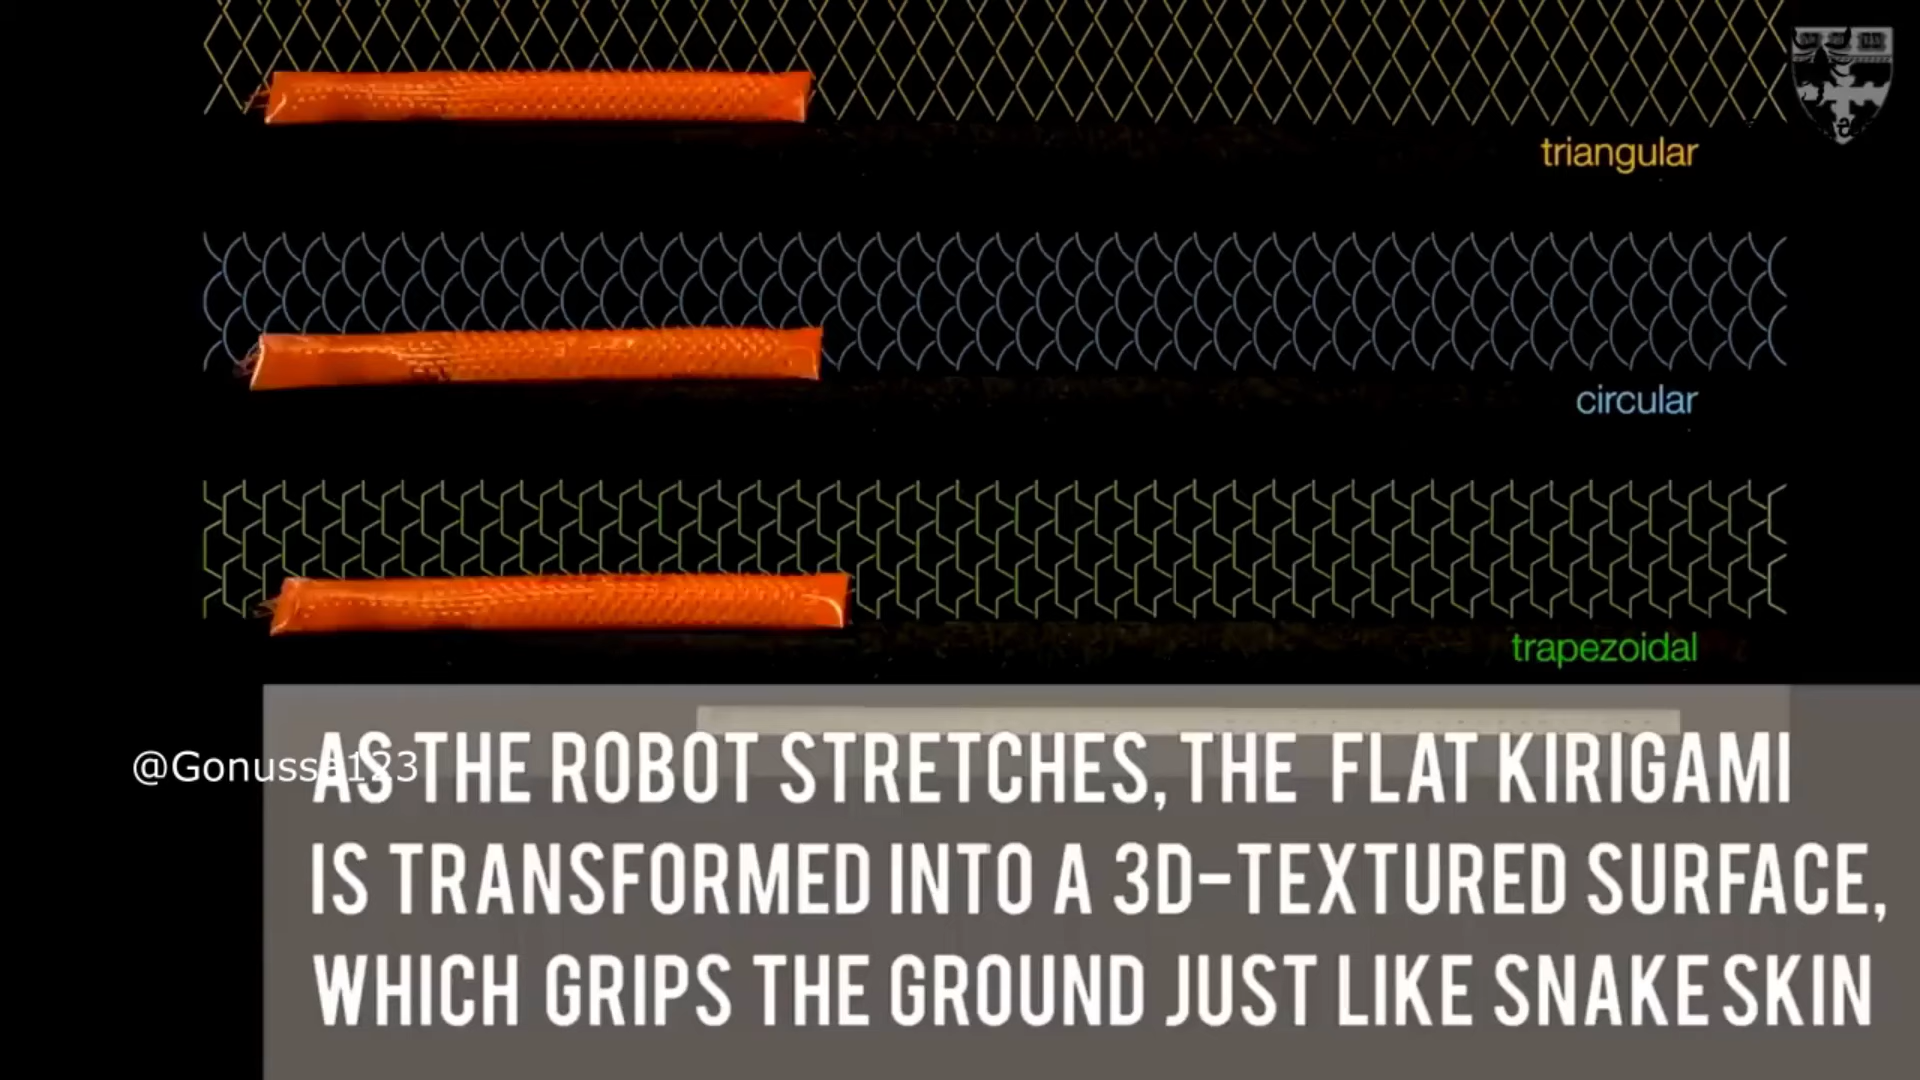 triangular
circular
trapezoidal
@Gonussa123
AS THE ROBOT STRETCHES, THE FLAT KIRIGAMI
IS TRANSFORMED INTO A 3D-TEXTURED SURFACE,
WHICH GRIPS THE GROUND JUST LIKE SNAKE SKIN